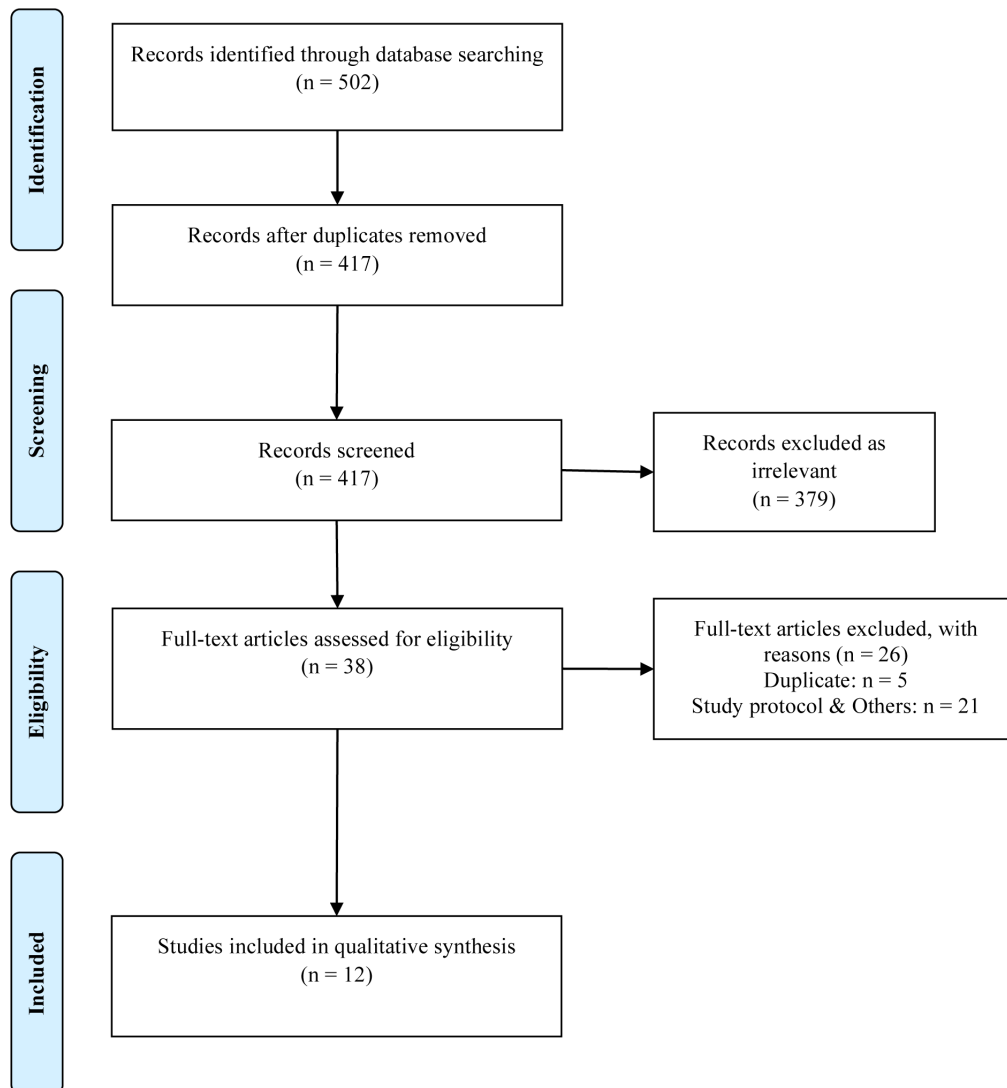 Identification
Records identified through database searching
(n = 502)
Records after duplicates removed
(n = 417)
Screening
Records screened
(n = 417)
Records excluded as
irrelevant
(n = 379)
Eligibility
Full-text articles assessed for eligibility
(n = 38)
Full-text articles excluded, with
reasons (n = 26)
Duplicate: n = 5
Study protocol & Others: n = 21
Included
Studies included in qualitative synthesis
(n = 12)